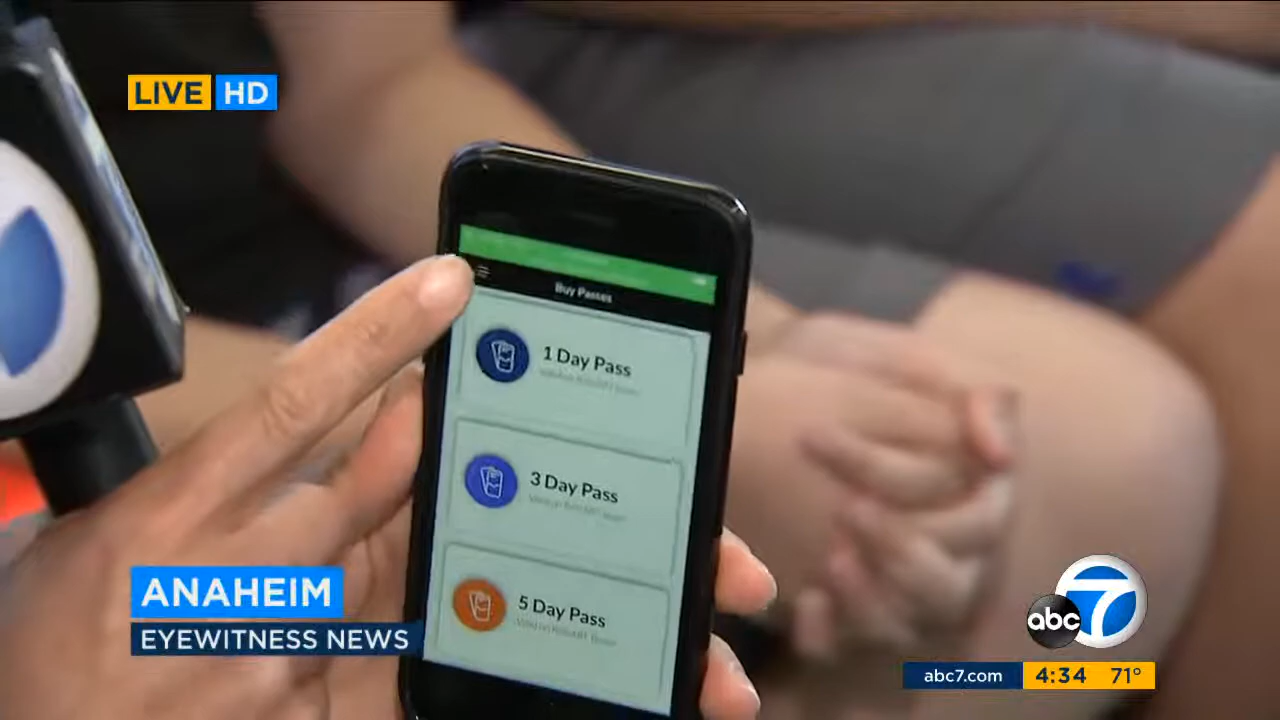 LIVE HD
Buy Passes
1 Day Pass
3 Day Pass
5 Day Pass
ANAHEIM
EYEWITNESS NEWS
abc 7
abc7.com 4:34 71°